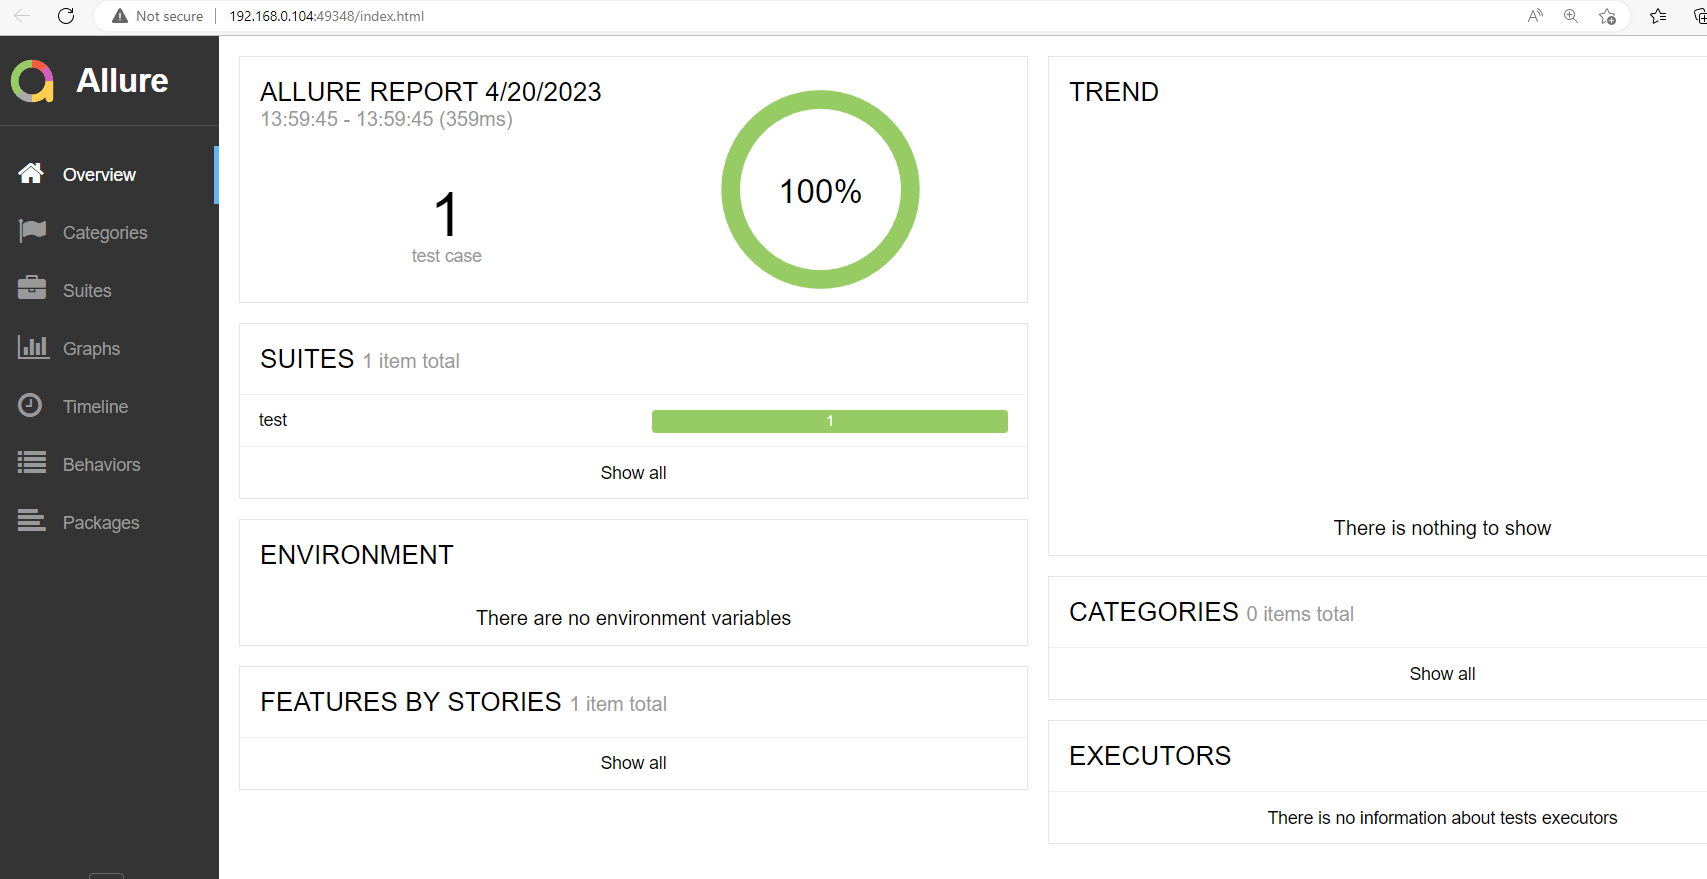 Not secure
192.168.0.104:49348/index.html
Allure
Overview
Categories
Suites
Graphs
Timeline
Behaviors
Packages
ALLURE REPORT 4/20/2023
13:59:45 - 13:59:45 (359ms)
1
test case
100%
SUITES 1 item total
test 1
Show all
ENVIRONMENT
There are no environment variables
FEATURES BY STORIES 1 item total
Show all
TREND
There is nothing to show
CATEGORIES 0 items total
Show all
EXECUTORS
There is no information about tests executors